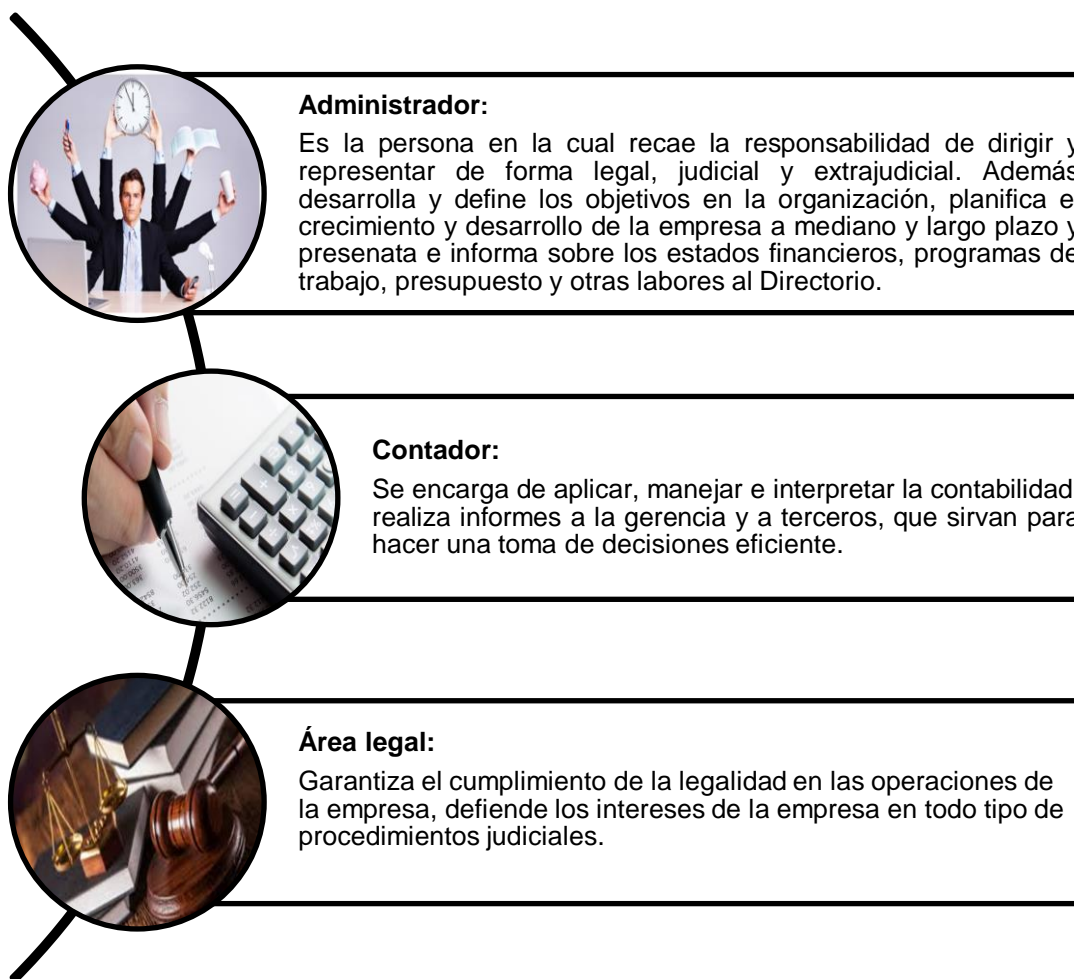 Administrador:
Es la persona en la cual recae la responsabilidad de dirigir y
representar de forma legal, judicial y extrajudicial. Además
desarrolla y define los objetivos en la organización, planifica el
crecimiento y desarrollo de la empresa a mediano y largo plazo y
presenata e informa sobre los estados financieros, programas de
trabajo, presupuesto y otras labores al Directorio.
Contador:
Se encarga de aplicar, manejar e interpretar la contabilidad
realiza informes a la gerencia y a terceros, que sirvan para
hacer una toma de decisiones eficiente.
Área legal:
Garantiza el cumplimiento de la legalidad en las operaciones de
la empresa, defiende los intereses de la empresa en todo tipo de
procedimientos judiciales.